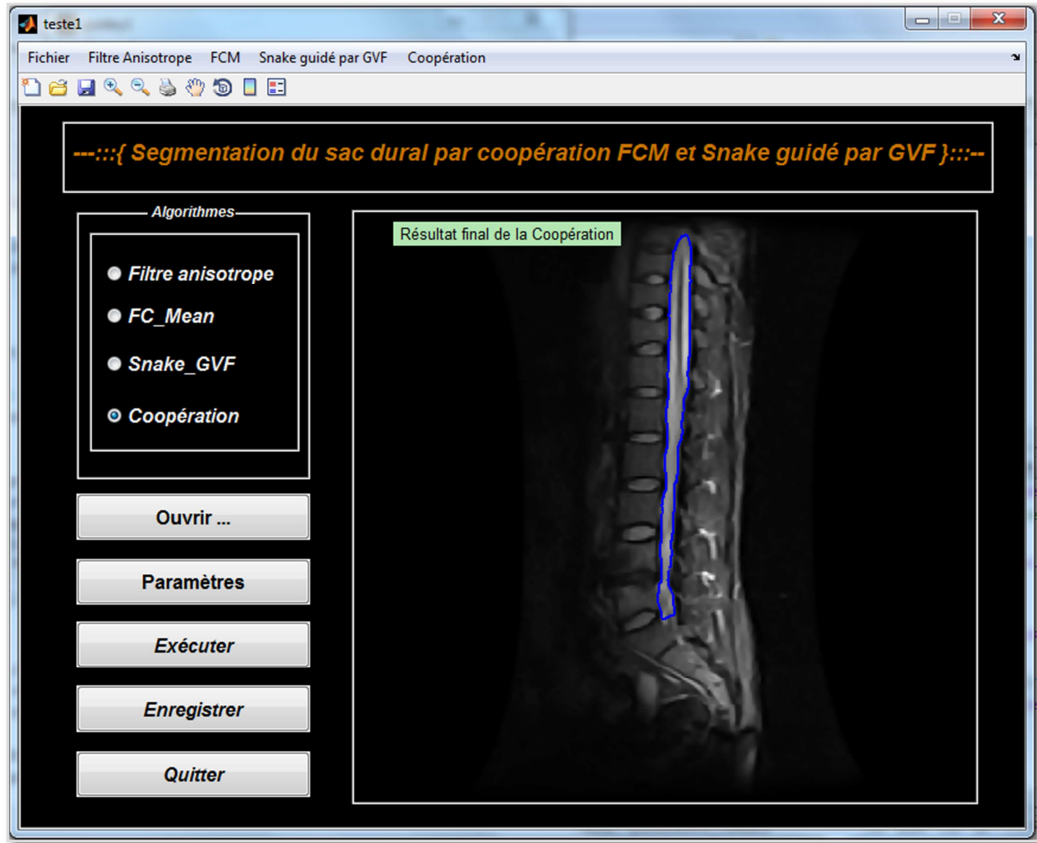 teste1
Fichier Filtre Anisotrope FCM Snake guidé par GVF Coopération
---:::{ Segmentation du sac dural par coopération FCM et Snake guidé par GVF }:::--
Algorithmes
Résultat final de la Coopération
Filtre anisotrope
FC_Mean
Snake_GVF
Coopération
Ouvrir ...
Paramètres
Exécuter
Enregistrer
Quitter